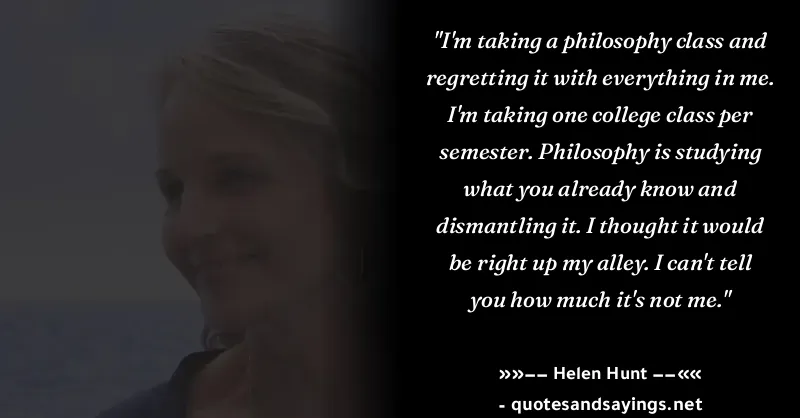 "I'm taking a philosophy class and
regretting it with everything in me.
I'm taking one college class per
semester. Philosophy is studying
what you already know and
dismantling it. I thought it would
be right up my alley. I can't tell
you how much it's not me."
»»−− Helen Hunt −−««
- quotesandsayings.net